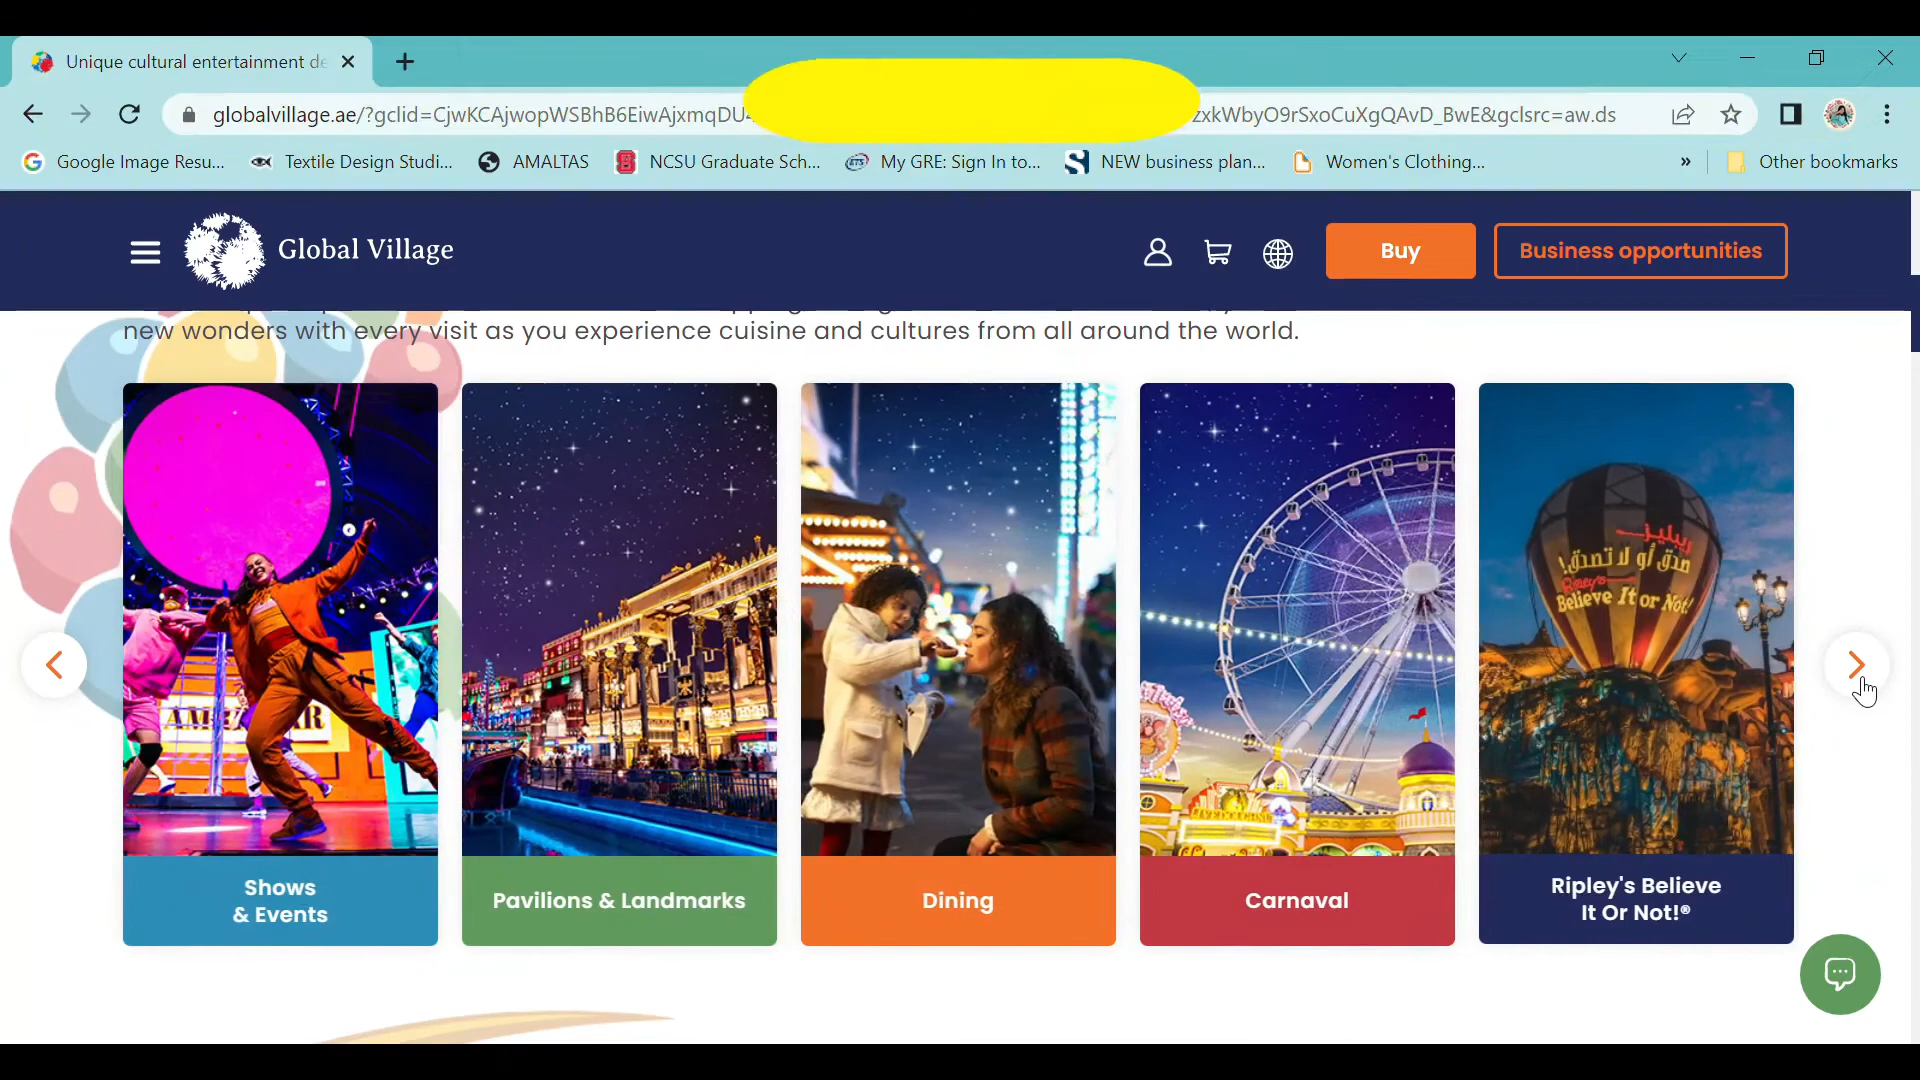 Unique cultural entertainment de
globalvillage.ae/?gclid=CjwKCAjwopWSBhB6EiwAjxmqDU
zxkWbyO9rSxoCuXgQAvD_BwE&gclsrc=aw.ds
Google Image Resu...
Textile Design Studi...
AMALTAS
NCSU Graduate Sch...
My GRE: Sign In to...
NEW business plan...
Women's Clothing...
»
Other bookmarks
Global Village
Buy
Business opportunities
new wonders with every visit as you experience cuisine and cultures from all around the world.
ريبليز
صدق أو لا تصدق!
Ripley's
Believe It or Not!
Shows
& Events
Pavilions & Landmarks
Dining
Carnaval
Ripley's Believe
It Or Not!®